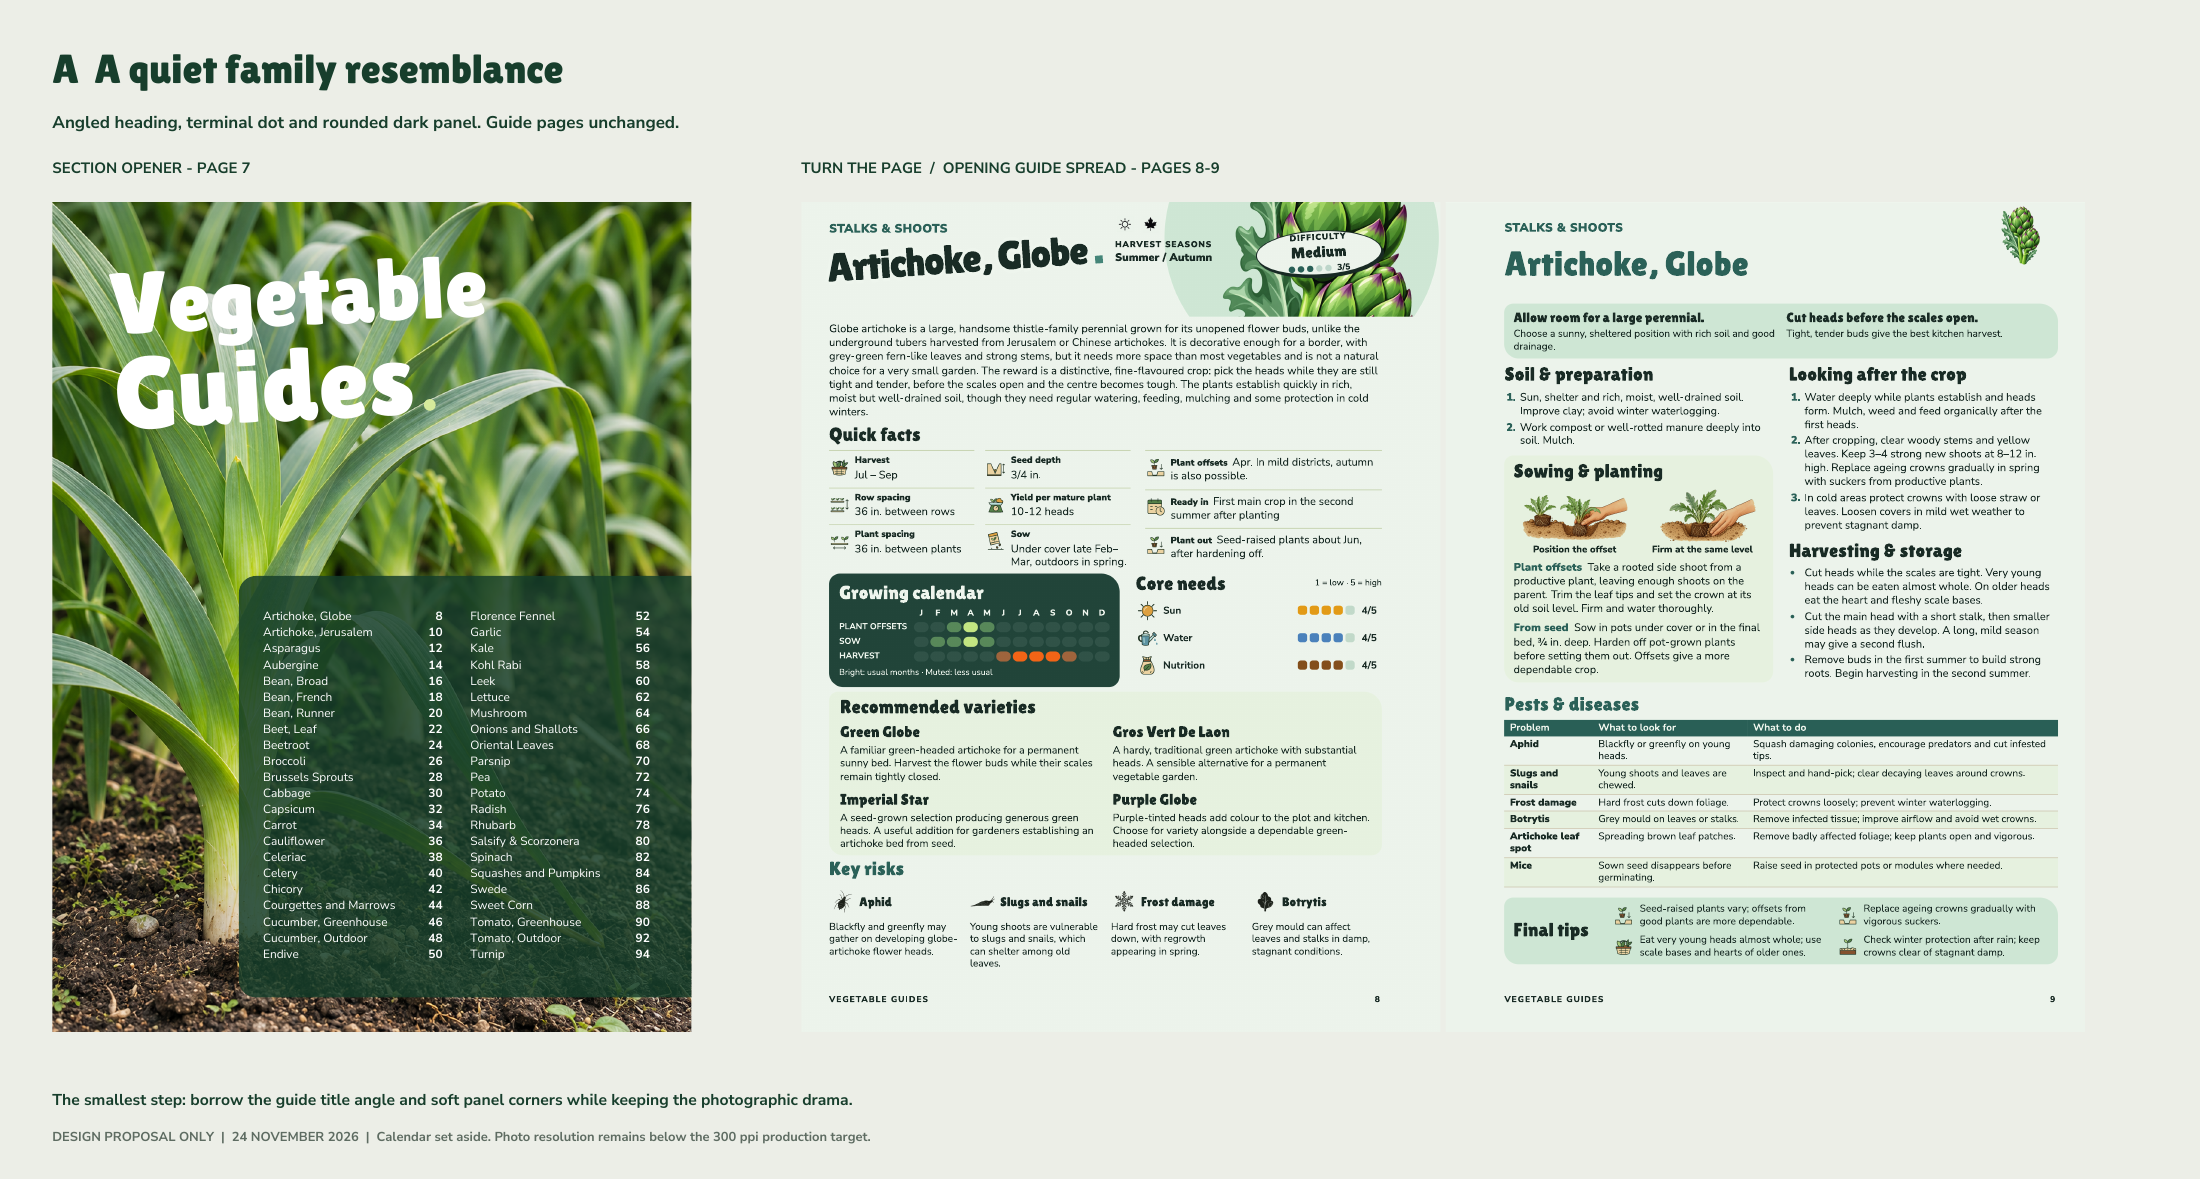 A A quiet family resemblance
Angled heading, terminal dot and rounded dark panel. Guide pages unchanged.
SECTION OPENER - PAGE 7
Vegetable
Guides.
Artichoke, Globe 8
Artichoke, Jerusalem 10
Asparagus 12
Aubergine 14
Bean, Broad 16
Bean, French 18
Bean, Runner 20
Beet, Leaf 22
Beetroot 24
Broccoli 26
Brussels Sprouts 28
Cabbage 30
Capsicum 32
Carrot 34
Cauliflower 36
Celeriac 38
Celery 40
Chicory 42
Courgettes and Marrows 44
Cucumber, Greenhouse 46
Cucumber, Outdoor 48
Endive 50
Florence Fennel 52
Garlic 54
Kale 56
Kohl Rabi 58
Leek 60
Lettuce 62
Mushroom 64
Onions and Shallots 66
Oriental Leaves 68
Parsnip 70
Pea 72
Potato 74
Radish 76
Rhubarb 78
Salsify & Scorzonera 80
Spinach 82
Squashes and Pumpkins 84
Swede 86
Sweet Corn 88
Tomato, Greenhouse 90
Tomato, Outdoor 92
Turnip 94
TURN THE PAGE / OPENING GUIDE SPREAD - PAGES 8-9
STALKS & SHOOTS
Artichoke, Globe.
HARVEST SEASONS
Summer / Autumn
DIFFICULTY
Medium
3/5
Globe artichoke is a large, handsome thistle-family perennial grown for its unopened flower buds, unlike the
underground tubers harvested from Jerusalem or Chinese artichokes. It is decorative enough for a border, with
grey-green fern-like leaves and strong stems, but it needs more space than most vegetables and is not a natural
choice for a very small garden. The reward is a distinctive, fine-flavoured crop: pick the heads while they are still
tight and tender, before the scales open and the centre becomes tough. The plants establish quickly in rich,
moist but well-drained soil, though they need regular watering, feeding, mulching and some protection in cold
winters.
Quick facts
Harvest
Jul – Sep
Row spacing
36 in. between rows
Plant spacing
36 in. between plants
Seed depth
3/4 in.
Yield per mature plant
10-12 heads
Sow
Under cover late Feb–
Mar, outdoors in spring.
Plant offsets Apr. In mild districts, autumn
is also possible.
Ready in First main crop in the second
summer after planting
Plant out Seed-raised plants about Jun,
after hardening off.
Growing calendar
J F M A M J J A S O N D
PLANT OFFSETS
SOW
HARVEST
Bright: usual months · Muted: less usual
Core needs
1 = low · 5 = high
Sun 4/5
Water 4/5
Nutrition 4/5
Recommended varieties
Green Globe
A familiar green-headed artichoke for a permanent
sunny bed. Harvest the flower buds while their scales
remain tightly closed.
Gros Vert De Laon
A hardy, traditional green artichoke with substantial
heads. A sensible alternative for a permanent
vegetable garden.
Imperial Star
A seed-grown selection producing generous green
heads. A useful addition for gardeners establishing an
artichoke bed from seed.
Purple Globe
Purple-tinted heads add colour to the plot and kitchen.
Choose for variety alongside a dependable green-
headed selection.
Key risks
Aphid
Blackfly and greenfly may
gather on developing globe-
artichoke flower heads.
Slugs and snails
Young shoots are vulnerable
to slugs and snails, which
can shelter among old
leaves.
Frost damage
Hard frost may cut leaves
down, with regrowth
appearing in spring.
Botrytis
Grey mould can affect
leaves and stalks in damp,
stagnant conditions.
VEGETABLE GUIDES 8
STALKS & SHOOTS
Artichoke, Globe
Allow room for a large perennial.
Choose a sunny, sheltered position with rich soil and good
drainage.
Cut heads before the scales open.
Tight, tender buds give the best kitchen harvest.
Soil & preparation
1. Sun, shelter and rich, moist, well-drained soil.
Improve clay; avoid winter waterlogging.
2. Work compost or well-rotted manure deeply into
soil. Mulch.
Sowing & planting
Position the offset
Firm at the same level
Plant offsets Take a rooted side shoot from a
productive plant, leaving enough shoots on the
parent. Trim the leaf tips and set the crown at its
old soil level. Firm and water thoroughly.
From seed Sow in pots under cover or in the final
bed, ¾ in. deep. Harden off pot-grown plants
before setting them out. Offsets give a more
dependable crop.
Looking after the crop
1. Water deeply while plants establish and heads
form. Mulch, weed and feed organically after the
first heads.
2. After cropping, clear woody stems and yellow
leaves. Keep 3–4 strong new shoots at 8–12 in.
high. Replace ageing crowns gradually in spring
with suckers from productive plants.
3. In cold areas protect crowns with loose straw or
leaves. Loosen covers in mild wet weather to
prevent stagnant damp.
Harvesting & storage
• Cut heads while the scales are tight. Very young
heads can be eaten almost whole. On older heads
eat the heart and fleshy scale bases.
• Cut the main head with a short stalk, then smaller
side heads as they develop. A long, mild season
may give a second flush.
• Remove buds in the first summer to build strong
roots. Begin harvesting in the second summer.
Pests & diseases
Problem What to look for What to do
Aphid Blackfly or greenfly on young Squash damaging colonies, encourage predators and cut infested
heads. tips.
Slugs and Young shoots and leaves are Inspect and hand-pick; clear decaying leaves around crowns.
snails chewed.
Frost damage Hard frost cuts down foliage. Protect crowns loosely; prevent winter waterlogging.
Botrytis Grey mould on leaves or stalks. Remove infected tissue; improve airflow and avoid wet crowns.
Artichoke leaf Spreading brown leaf patches. Remove badly affected foliage; keep plants open and vigorous.
spot
Mice Sown seed disappears before Raise seed in protected pots or modules where needed.
germinating.
Final tips
Seed-raised plants vary; offsets from
good plants are more dependable.
Eat very young heads almost whole; use
scale bases and hearts of older ones.
Replace ageing crowns gradually with
vigorous suckers.
Check winter protection after rain; keep
crowns clear of stagnant damp.
VEGETABLE GUIDES 9
The smallest step: borrow the guide title angle and soft panel corners while keeping the photographic drama.
DESIGN PROPOSAL ONLY | 24 NOVEMBER 2026 | Calendar set aside. Photo resolution remains below the 300 ppi production target.